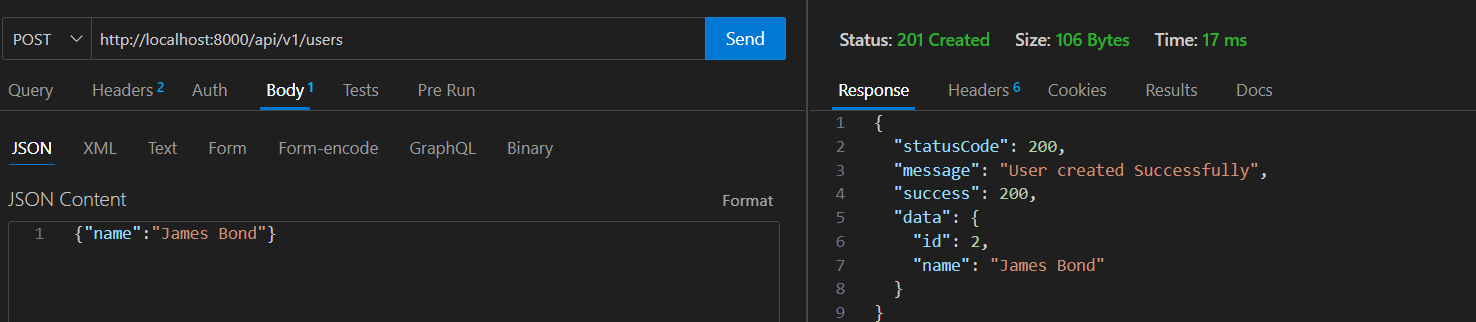 POST http://localhost:8000/api/v1/users Send
Query Headers 2 Auth Body 1 Tests Pre Run
JSON XML Text Form Form-encode GraphQL Binary
JSON Content Format
1 {"name":"James Bond"}
Status: 201 Created Size: 106 Bytes Time: 17 ms
Response Headers 6 Cookies Results Docs
1 {
2 "statusCode": 200,
3 "message": "User created Successfully",
4 "success": 200,
5 "data": {
6 "id": 2,
7 "name": "James Bond"
8 }
9 }